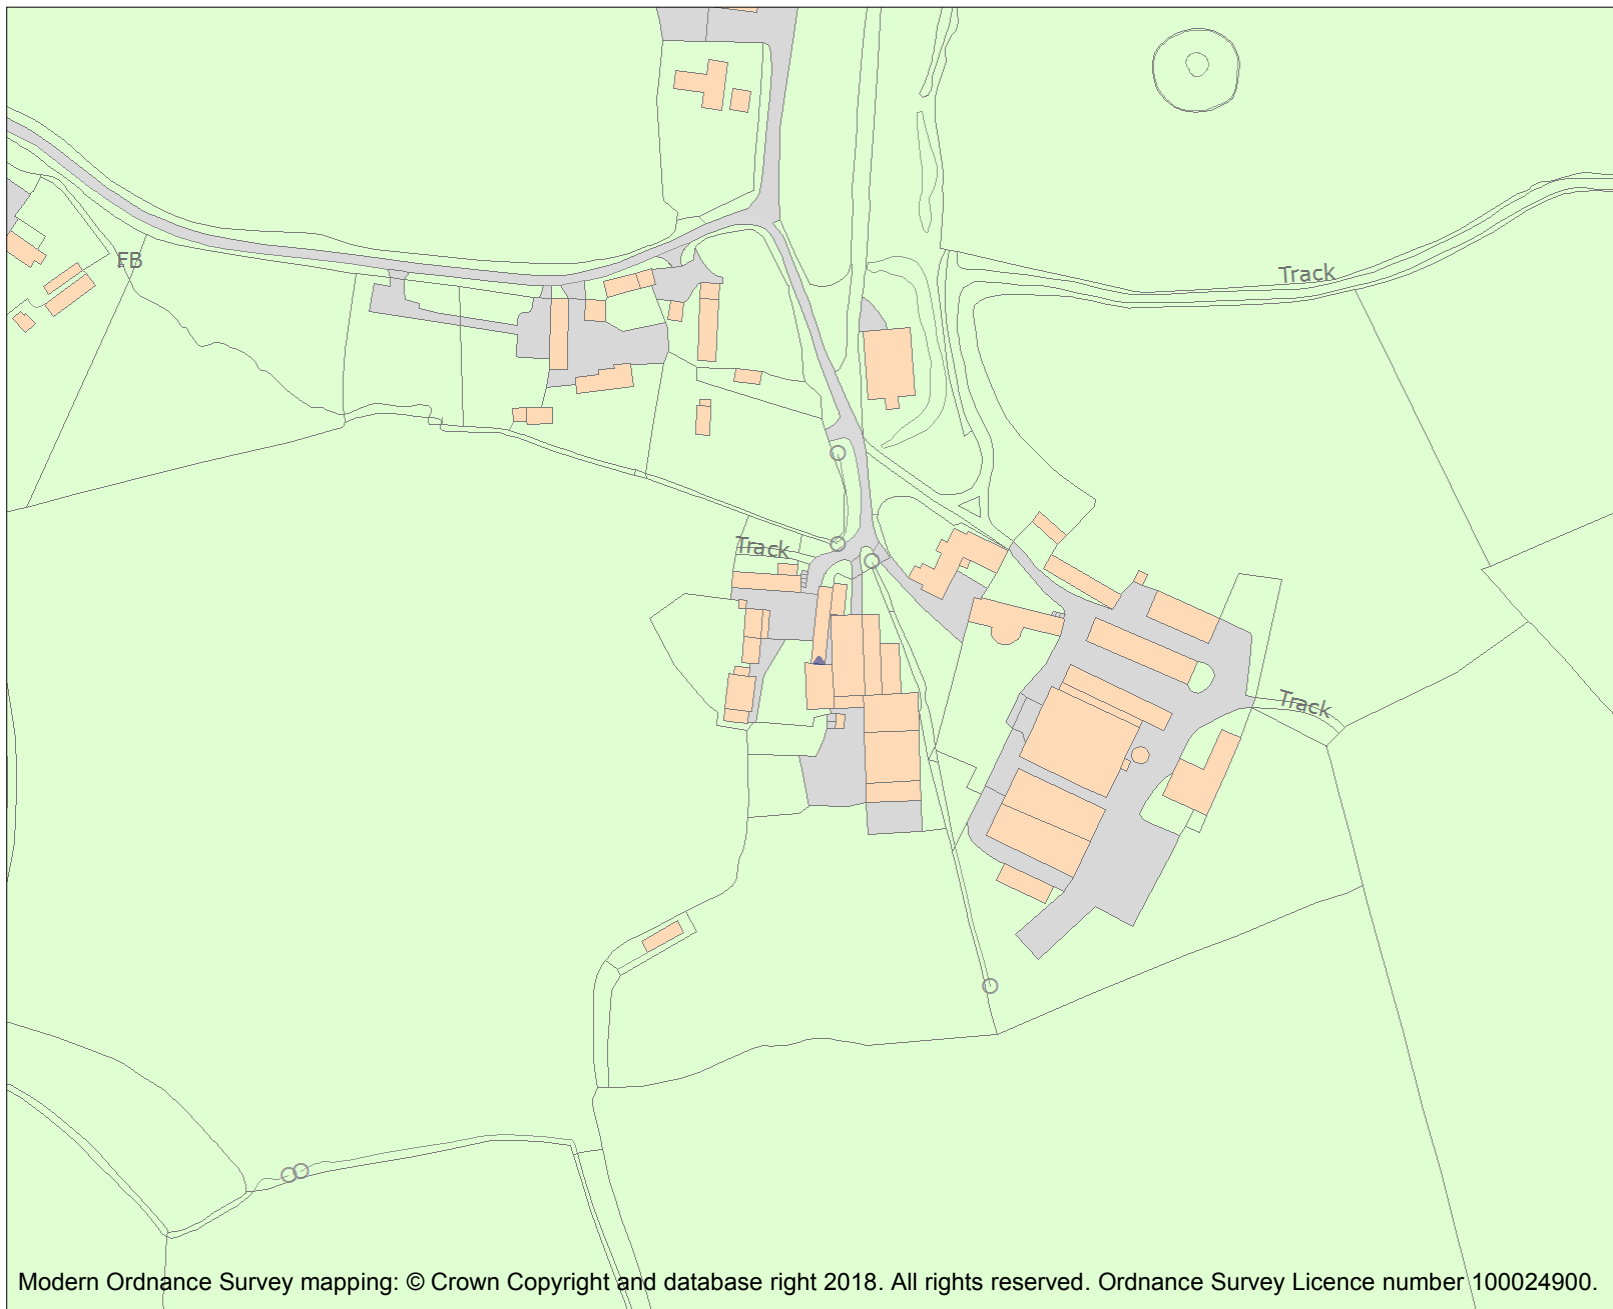 FB
Track
Track
Track
Modern Ordnance Survey mapping: © Crown Copyright and database right 2018. All rights reserved. Ordnance Survey Licence number 100024900.